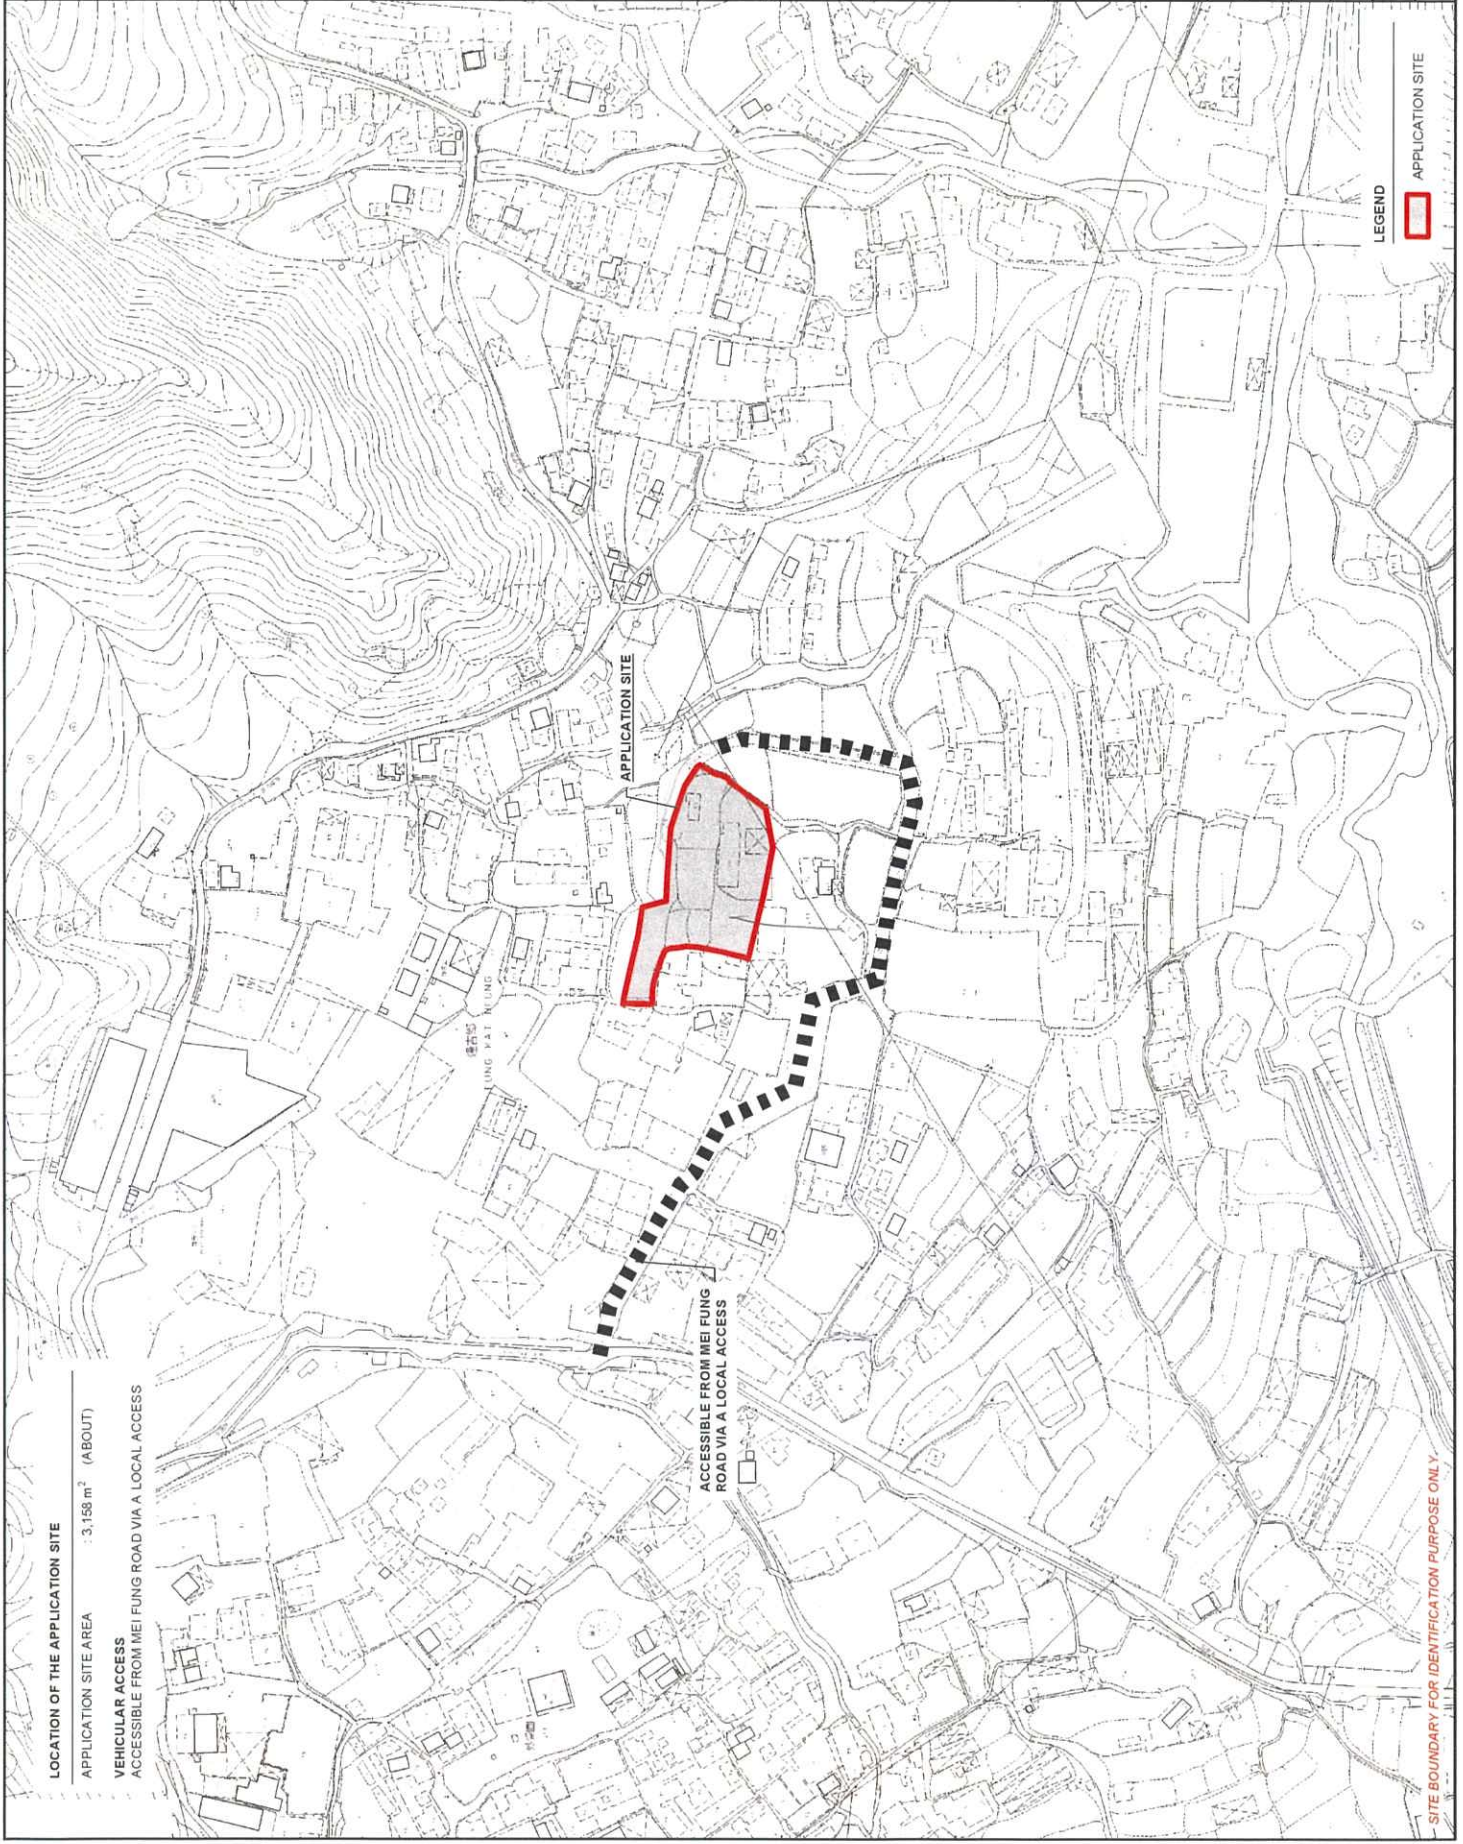 LOCATION OF THE APPLICATION SITE
APPLICATION SITE AREA : 3,158 m² (ABOUT)
VEHICULAR ACCESS
ACCESSIBLE FROM MEI FUNG ROAD VIA A LOCAL ACCESS
APPLICATION SITE
ACCESSIBLE FROM MEI FUNG
ROAD VIA A LOCAL ACCESS
LEGEND
APPLICATION SITE
SITE BOUNDARY FOR IDENTIFICATION PURPOSE ONLY